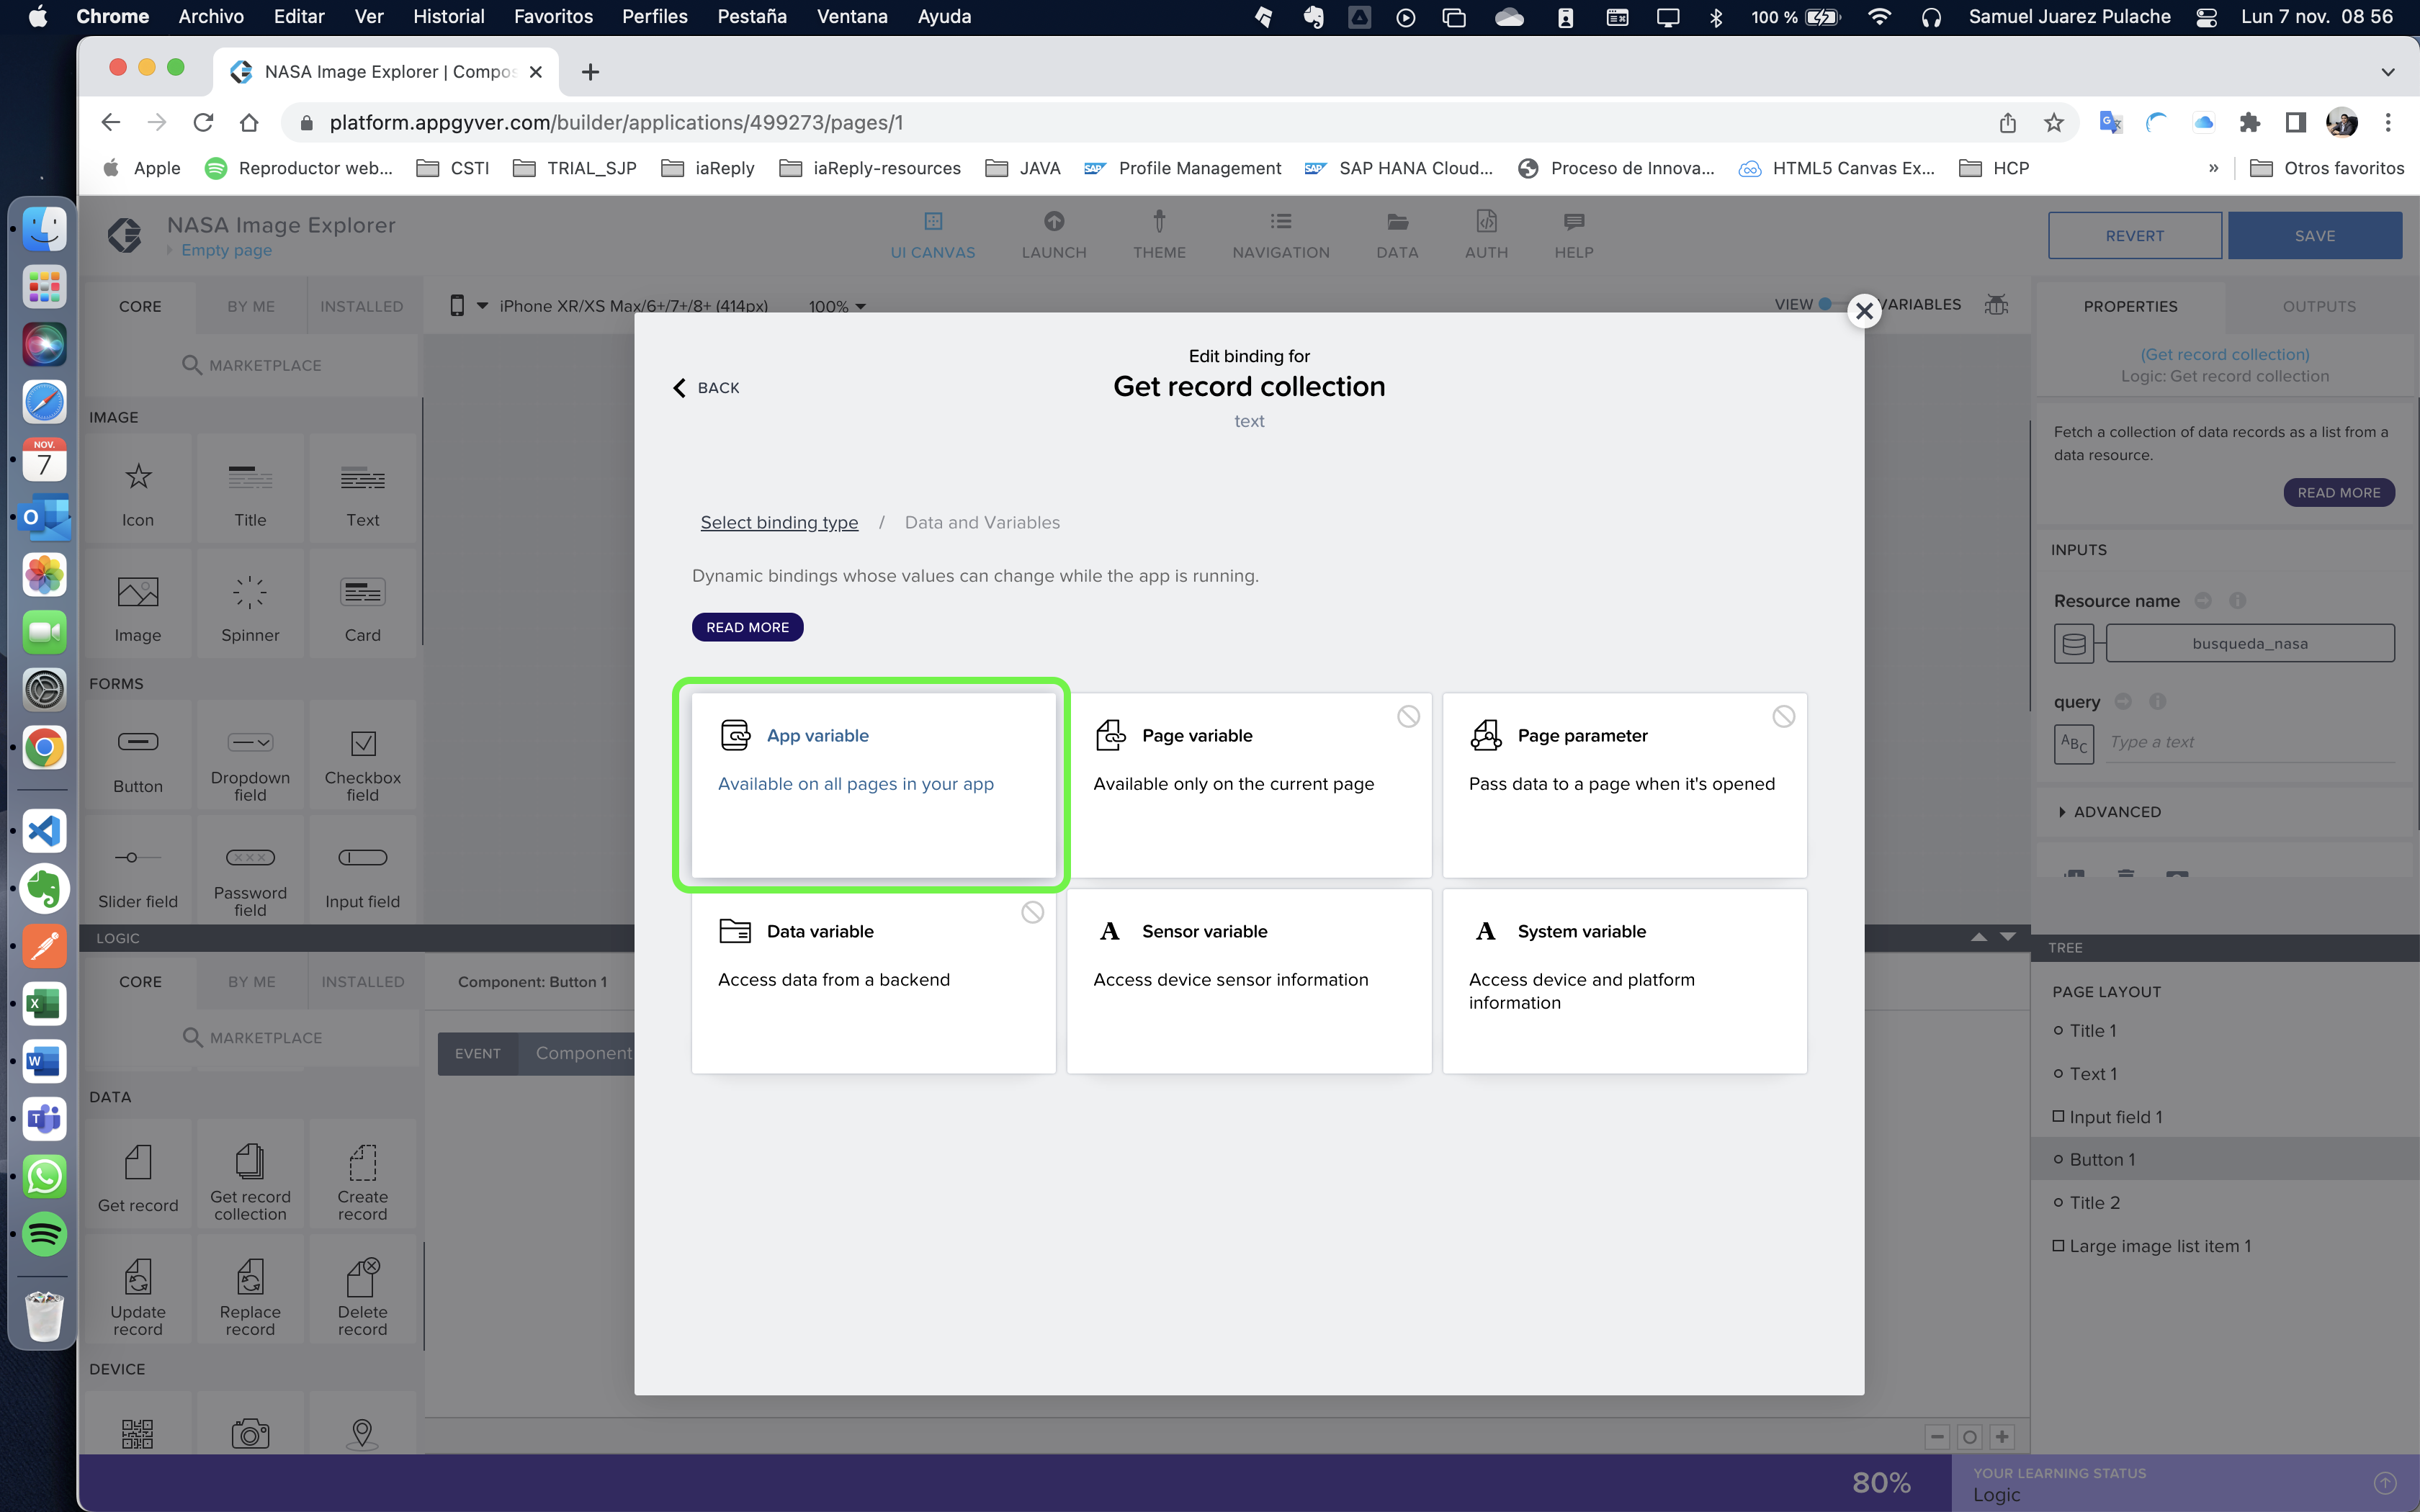 Chrome Archivo Editar Ver Historial Favoritos Perfiles Pestaña Ventana Ayuda
100 % Samuel Juarez Pulache Lun 7 nov. 08 56
NASA Image Explorer | Compos
platform.appgyver.com/builder/applications/499273/pages/1
Apple Reproductor web... CSTI TRIAL_SJP iaReply iaReply-resources JAVA Profile Management SAP HANA Cloud... Proceso de Innova... HTML5 Canvas Ex... HCP » Otros favoritos
NASA Image Explorer
Empty page
UI CANVAS LAUNCH THEME NAVIGATION DATA AUTH HELP
REVERT SAVE
CORE BY ME INSTALLED
iPhone XR/XS Max/6+/7+/8+ (414px) 100%
VIEW VARIABLES
PROPERTIES OUTPUTS
MARKETPLACE
IMAGE
Icon Title Text
Image Spinner Card
FORMS
Button Dropdown field Checkbox field
Slider field Password field Input field
LOGIC
CORE BY ME INSTALLED
Component: Button 1
MARKETPLACE
EVENT Component
DATA
Get record Get record collection Create record
Update record Replace record Delete record
DEVICE
NOV.
7
Edit binding for
BACK
Get record collection
text
Select binding type / Data and Variables
Dynamic bindings whose values can change while the app is running.
READ MORE
App variable
Available on all pages in your app
Page variable
Available only on the current page
Page parameter
Pass data to a page when it's opened
Data variable
Access data from a backend
A Sensor variable
Access device sensor information
A System variable
Access device and platform
information
(Get record collection)
Logic: Get record collection
Fetch a collection of data records as a list from a
data resource.
READ MORE
INPUTS
Resource name
busqueda_nasa
query
ABC Type a text
ADVANCED
TREE
PAGE LAYOUT
Title 1
Text 1
Input field 1
Button 1
Title 2
Large image list item 1
80%
YOUR LEARNING STATUS
Logic